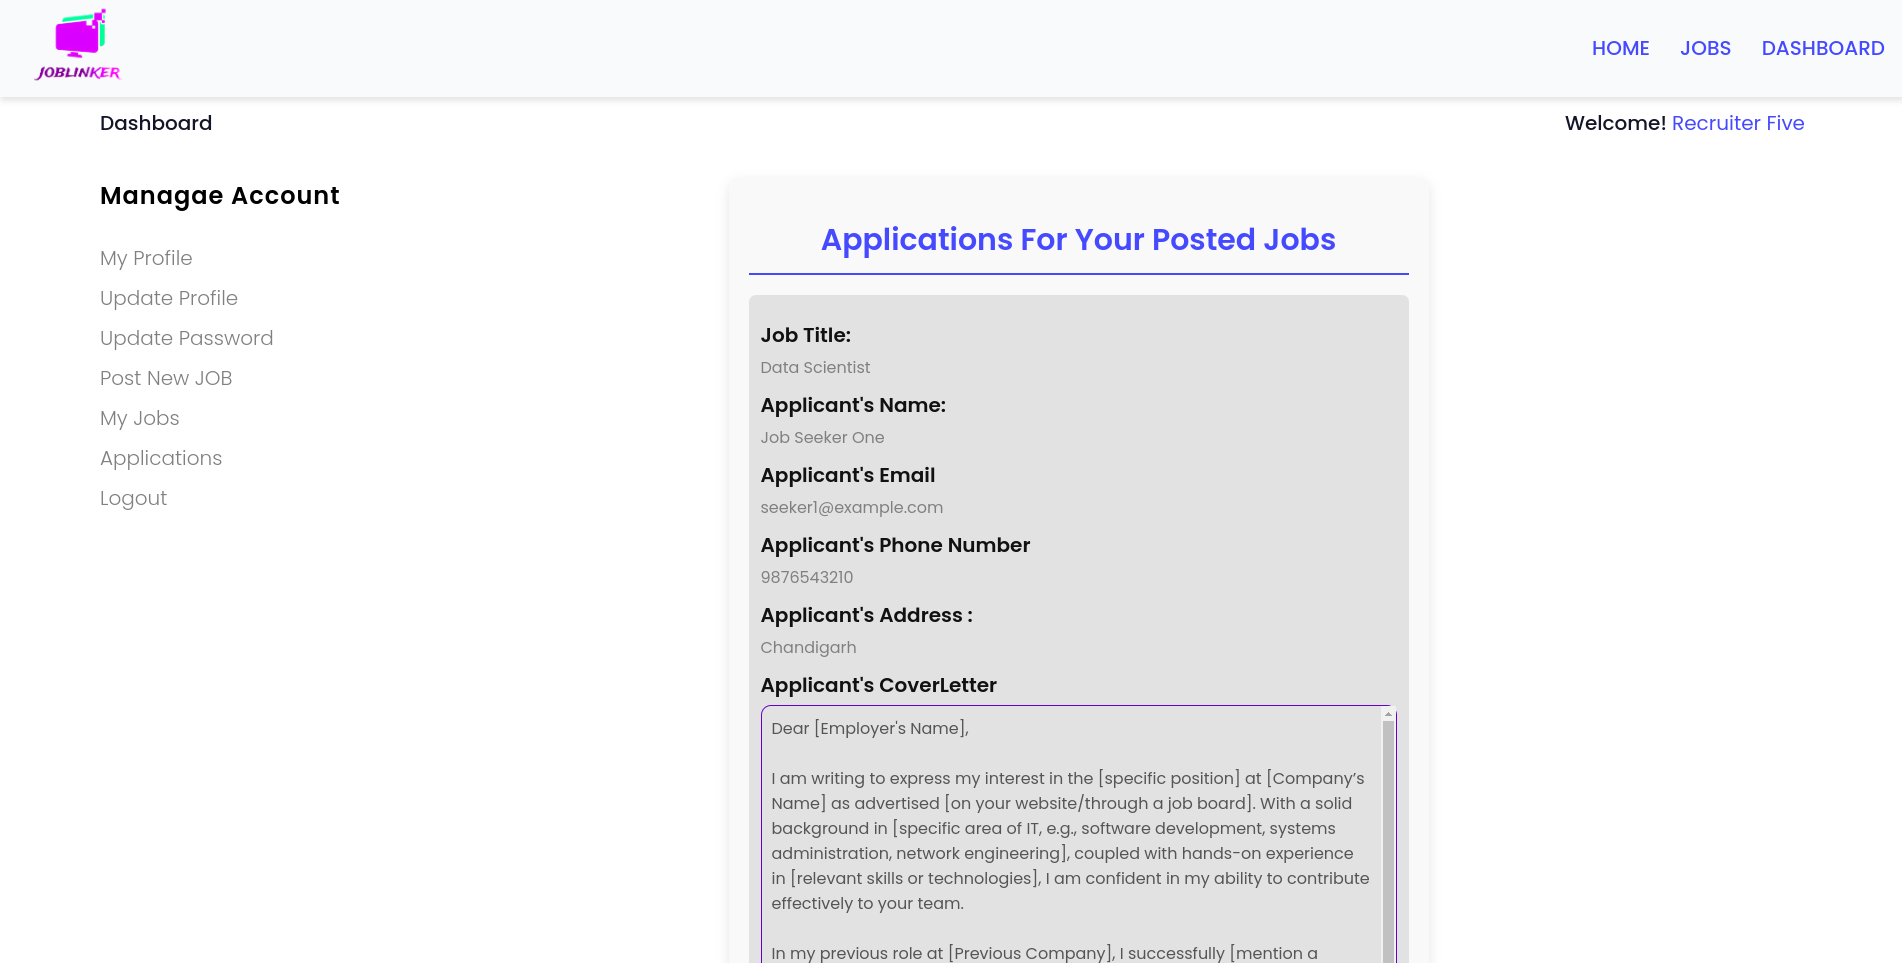 JOBLINKER
HOME JOBS DASHBOARD
Dashboard
Welcome! Recruiter Five
Managae Account
My Profile
Update Profile
Update Password
Post New JOB
My Jobs
Applications
Logout
Applications For Your Posted Jobs
Job Title:
Data Scientist
Applicant's Name:
Job Seeker One
Applicant's Email
seeker1@example.com
Applicant's Phone Number
9876543210
Applicant's Address :
Chandigarh
Applicant's CoverLetter
Dear [Employer's Name],
I am writing to express my interest in the [specific position] at [Company’s
Name] as advertised [on your website/through a job board]. With a solid
background in [specific area of IT, e.g., software development, systems
administration, network engineering], coupled with hands-on experience
in [relevant skills or technologies], I am confident in my ability to contribute
effectively to your team.
In my previous role at [Previous Company], I successfully [mention a